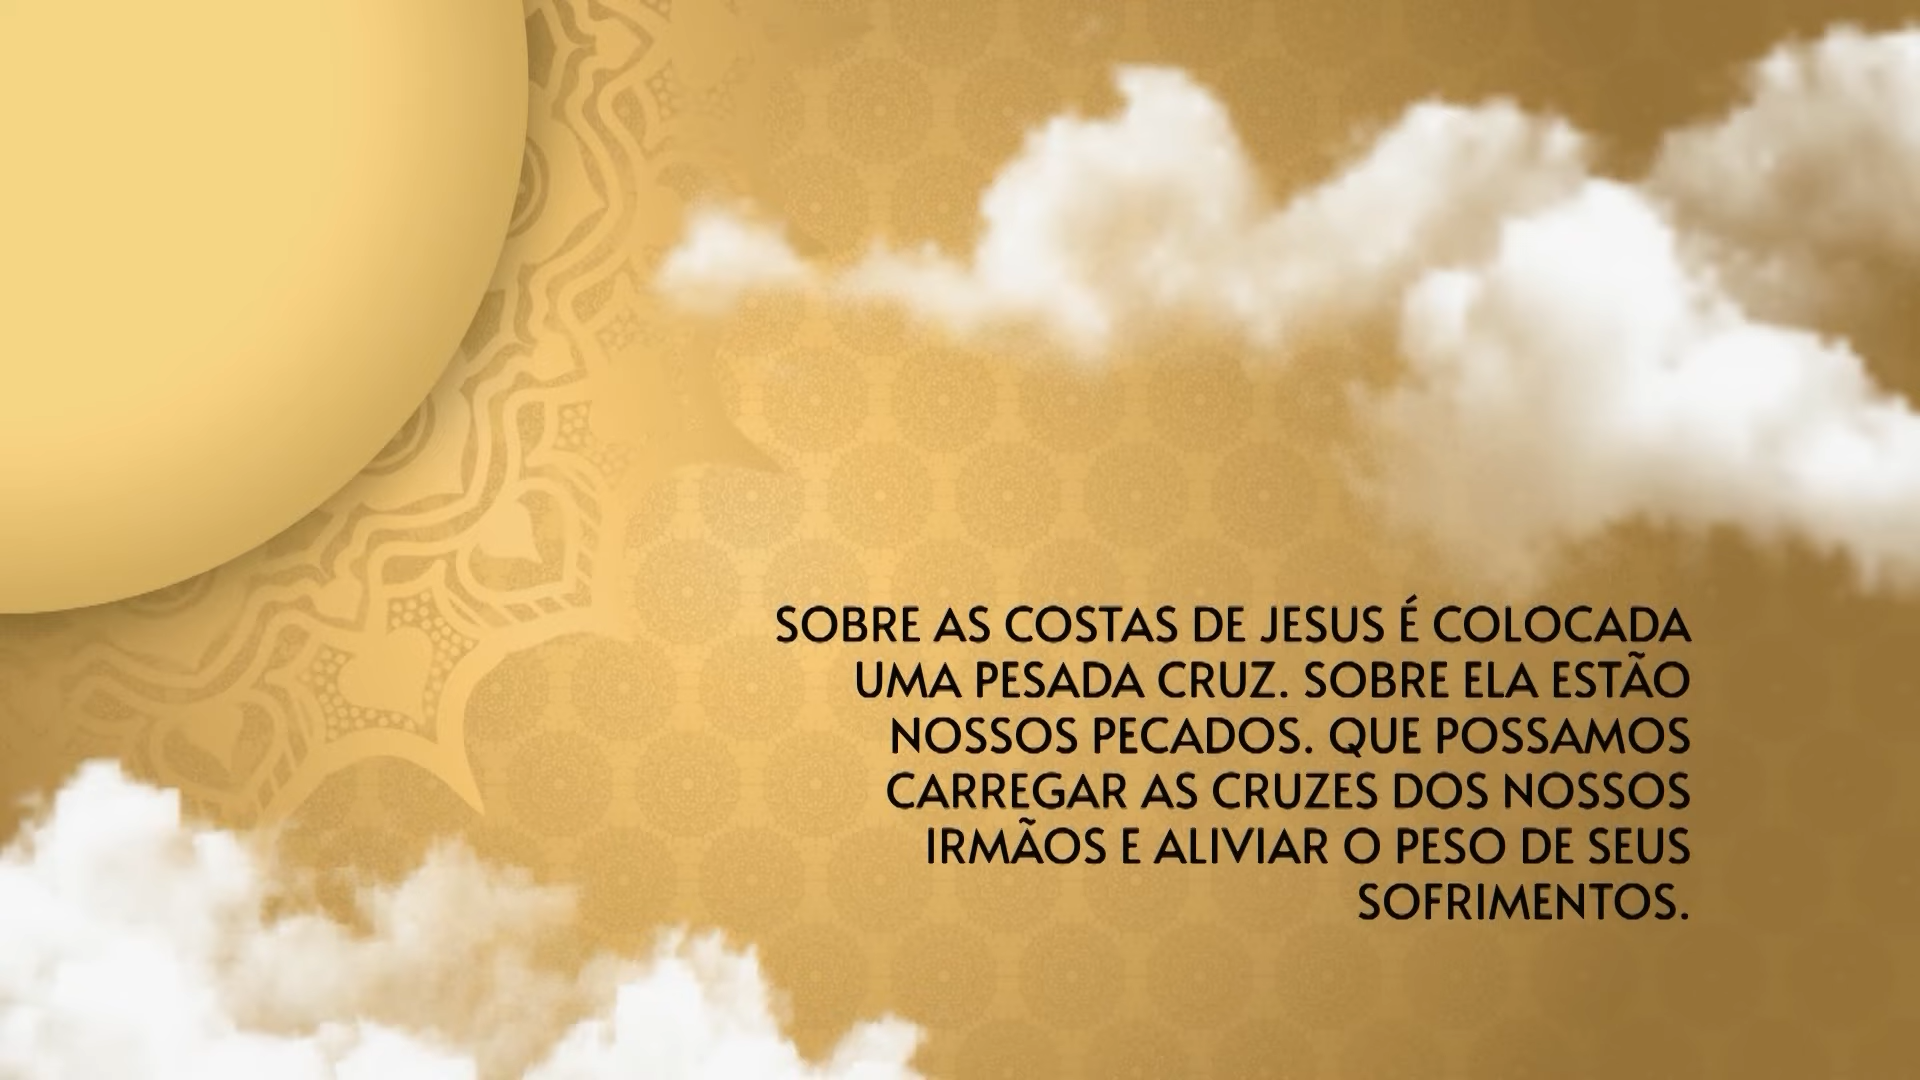 SOBRE AS COSTAS DE JESUS É COLOCADA
UMA PESADA CRUZ. SOBRE ELA ESTÃO
NOSSOS PECADOS. QUE POSSAMOS
CARREGAR AS CRUZES DOS NOSSOS
IRMÃOS E ALIVIAR O PESO DE SEUS
SOFRIMENTOS.